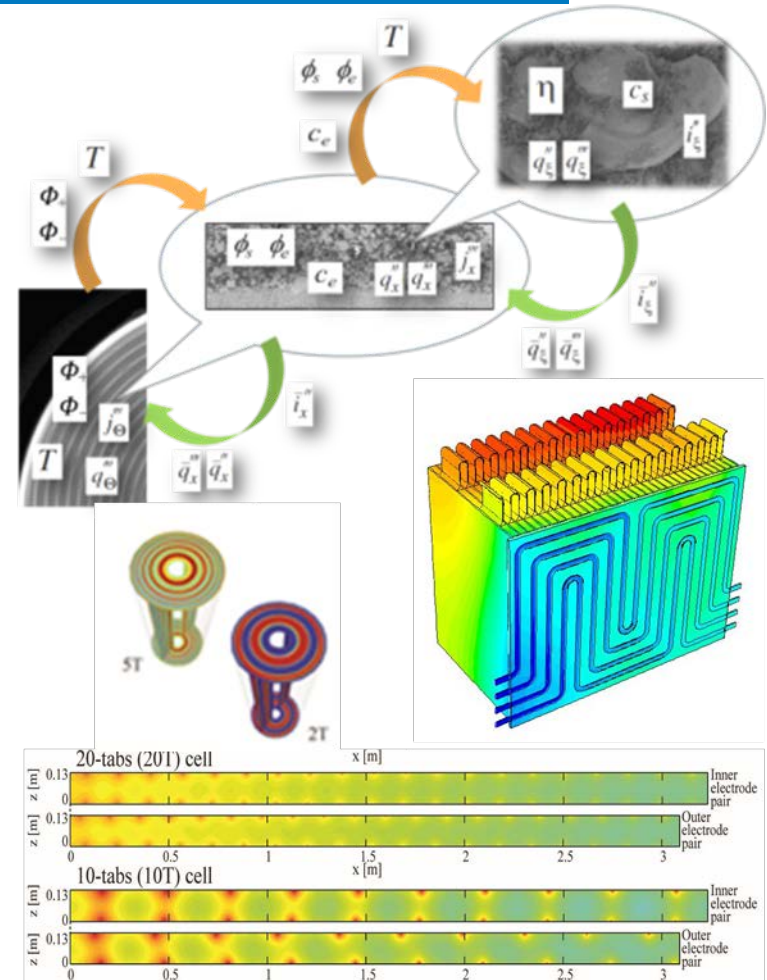 T
ϕs ϕe
η
cs
ce
i″ξ
q″ξ q‴ξ
T
Φ+
Φ−
ϕs ϕe
ce
q″x q‴x
j‴x
ī″ξ
q̄″ξ q̄‴ξ
Φ+
Φ−
j‴Θ
T
q‴Θ
ī″x
q̄‴x q̄″x
5T
2T
20-tabs (20T) cell
x [m]
z [m]
0.13
0
Inner
electrode
pair
z [m]
0.13
0
Outer
electrode
pair
0 0.5 1 1.5 2 2.5 3
10-tabs (10T) cell
x [m]
z [m]
0.13
0
Inner
electrode
pair
z [m]
0.13
0
Outer
electrode
pair
0 0.5 1 1.5 2 2.5 3